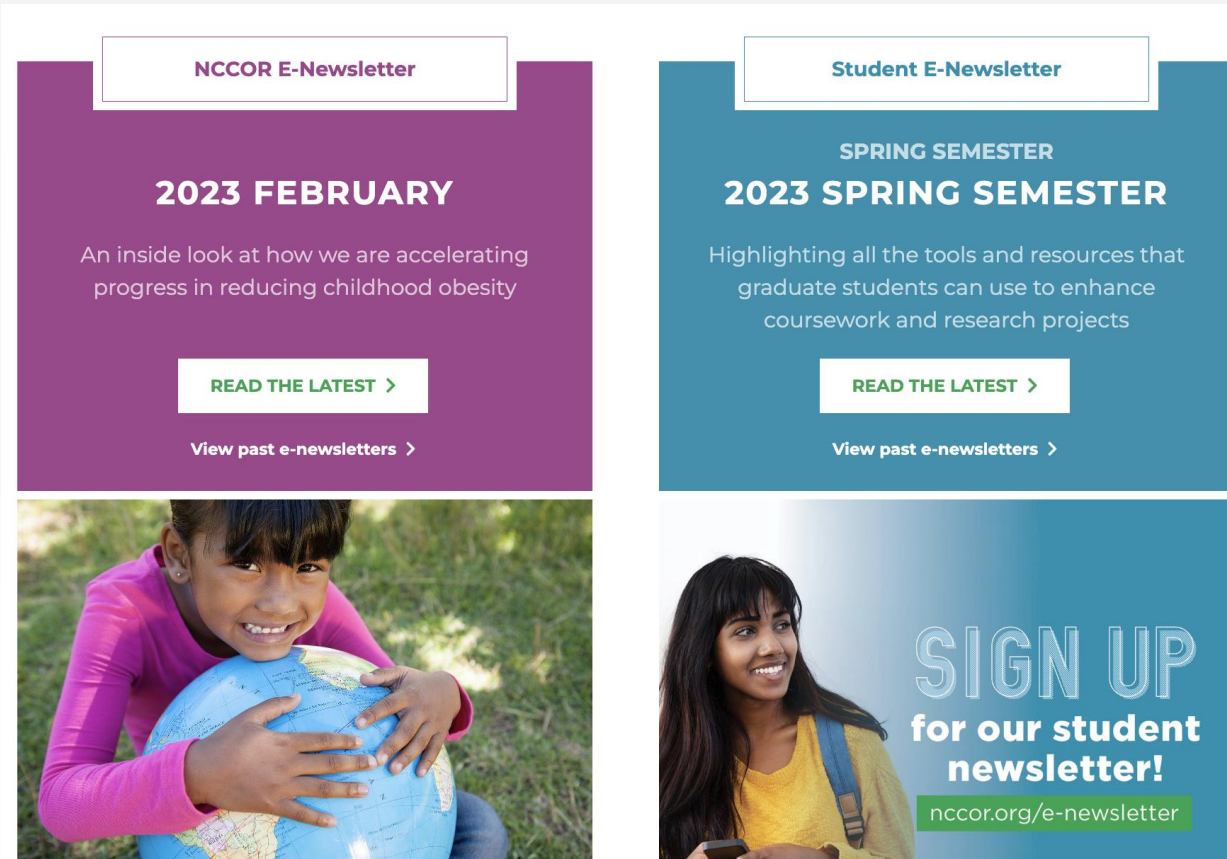 NCCOR E-Newsletter
2023 FEBRUARY
An inside look at how we are accelerating
progress in reducing childhood obesity
READ THE LATEST
View past e-newsletters
Student E-Newsletter
SPRING SEMESTER
2023 SPRING SEMESTER
Highlighting all the tools and resources that
graduate students can use to enhance
coursework and research projects
READ THE LATEST
View past e-newsletters
SIGN UP
for our student
newsletter!
nccor.org/e-newsletter